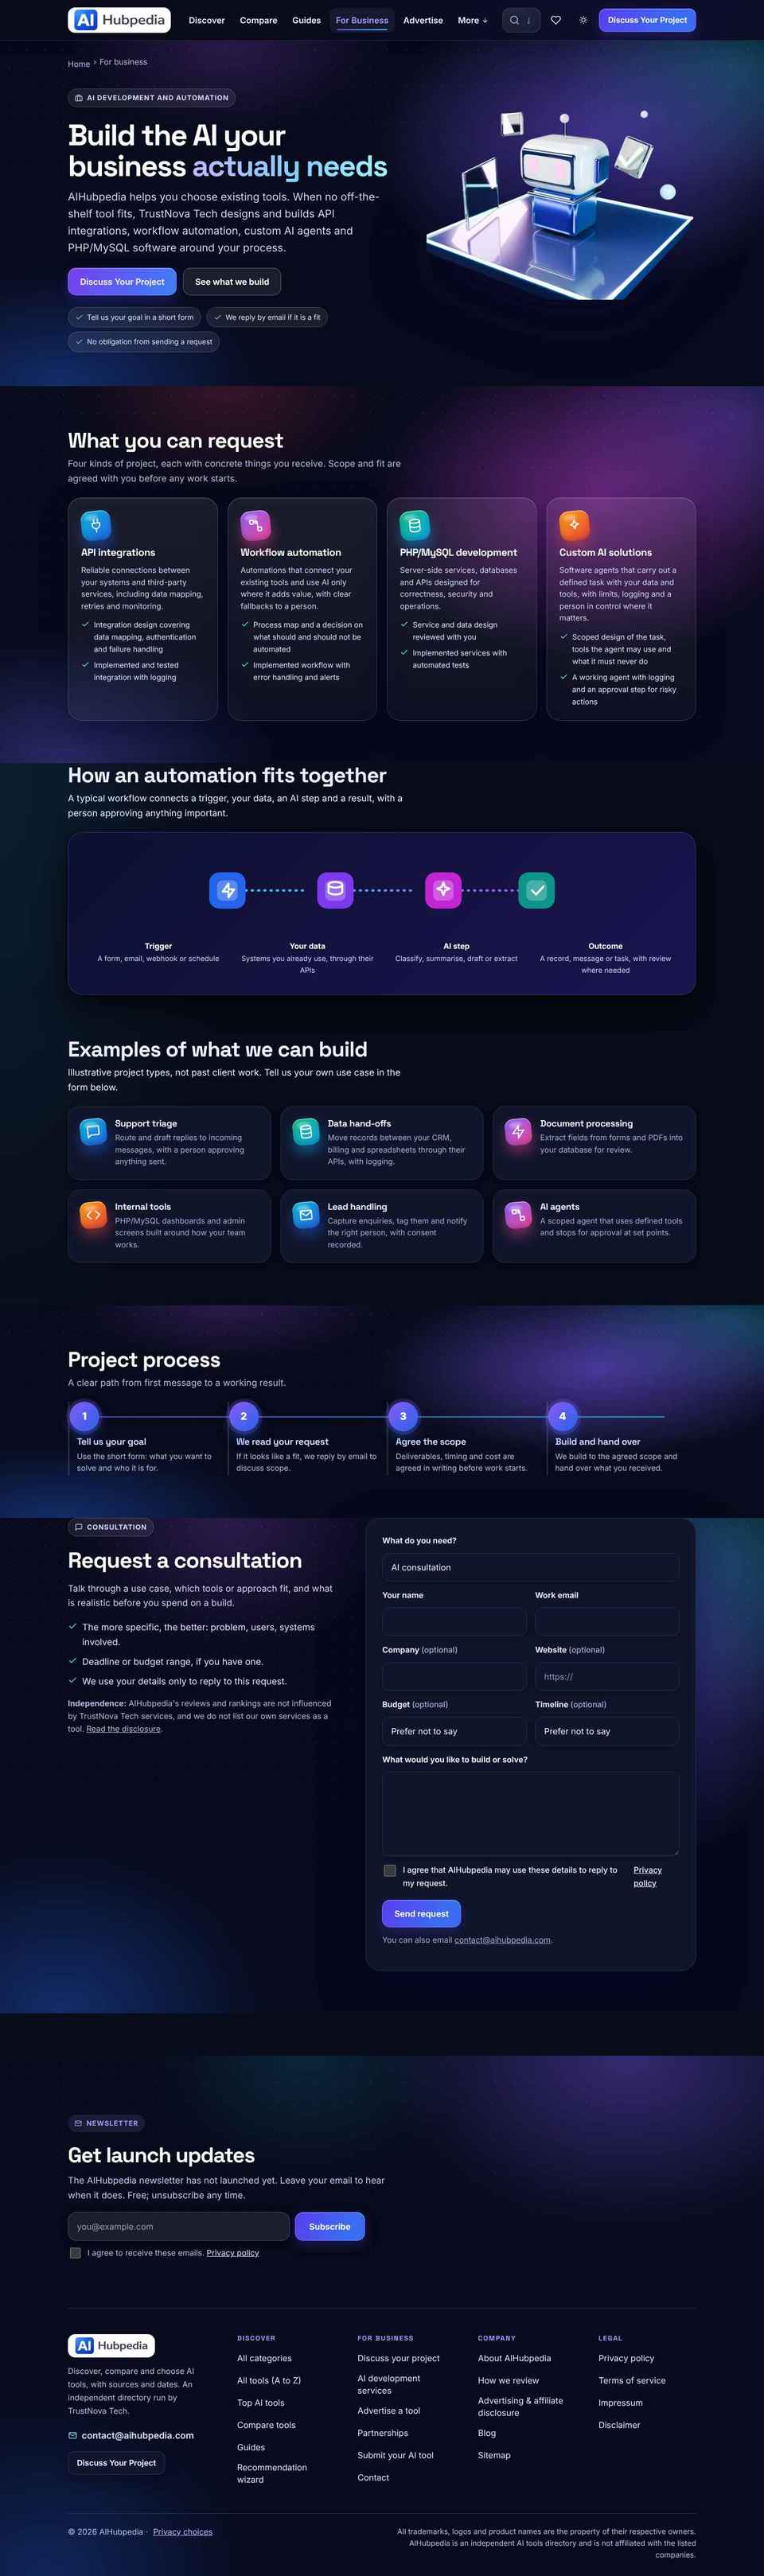 AI Hubpedia
Discover
Compare
Guides
For Business
Advertise
More
/
Discuss Your Project
Home › For business
AI DEVELOPMENT AND AUTOMATION
Build the AI your
business actually needs
AIHubpedia helps you choose existing tools. When no off-the-
shelf tool fits, TrustNova Tech designs and builds API
integrations, workflow automation, custom AI agents and
PHP/MySQL software around your process.
Discuss Your Project
See what we build
Tell us your goal in a short form
We reply by email if it is a fit
No obligation from sending a request
What you can request
Four kinds of project, each with concrete things you receive. Scope and fit are
agreed with you before any work starts.
API integrations
Reliable connections between
your systems and third-party
services, including data mapping,
retries and monitoring.
Integration design covering
data mapping, authentication
and failure handling
Implemented and tested
integration with logging
Workflow automation
Automations that connect your
existing tools and use AI only
where it adds value, with clear
fallbacks to a person.
Process map and a decision on
what should and should not be
automated
Implemented workflow with
error handling and alerts
PHP/MySQL development
Server-side services, databases
and APIs designed for
correctness, security and
operations.
Service and data design
reviewed with you
Implemented services with
automated tests
Custom AI solutions
Software agents that carry out a
defined task with your data and
tools, with limits, logging and a
person in control where it
matters.
Scoped design of the task,
tools the agent may use and
what it must never do
A working agent with logging
and an approval step for risky
actions
How an automation fits together
A typical workflow connects a trigger, your data, an AI step and a result, with a
person approving anything important.
Trigger
A form, email, webhook or schedule
Your data
Systems you already use, through their
APIs
AI step
Classify, summarise, draft or extract
Outcome
A record, message or task, with review
where needed
Examples of what we can build
Illustrative project types, not past client work. Tell us your own use case in the
form below.
Support triage
Route and draft replies to incoming
messages, with a person approving
anything sent.
Data hand-offs
Move records between your CRM,
billing and spreadsheets through their
APIs, with logging.
Document processing
Extract fields from forms and PDFs into
your database for review.
Internal tools
PHP/MySQL dashboards and admin
screens built around how your team
works.
Lead handling
Capture enquiries, tag them and notify
the right person, with consent
recorded.
AI agents
A scoped agent that uses defined tools
and stops for approval at set points.
Project process
A clear path from first message to a working result.
1
Tell us your goal
Use the short form: what you want to
solve and who it is for.
2
We read your request
If it looks like a fit, we reply by email to
discuss scope.
3
Agree the scope
Deliverables, timing and cost are
agreed in writing before work starts.
4
Build and hand over
We build to the agreed scope and
hand over what you received.
CONSULTATION
Request a consultation
Talk through a use case, which tools or approach fit, and what
is realistic before you spend on a build.
The more specific, the better: problem, users, systems
involved.
Deadline or budget range, if you have one.
We use your details only to reply to this request.
Independence: AIHubpedia's reviews and rankings are not influenced
by TrustNova Tech services, and we do not list our own services as a
tool. Read the disclosure.
What do you need?
AI consultation
Your name
Work email
Company (optional)
Website (optional)
https://
Budget (optional)
Timeline (optional)
Prefer not to say
Prefer not to say
What would you like to build or solve?
I agree that AIHubpedia may use these details to reply to
my request.
Privacy
policy
Send request
You can also email contact@aihubpedia.com.
NEWSLETTER
Get launch updates
The AIHubpedia newsletter has not launched yet. Leave your email to hear
when it does. Free; unsubscribe any time.
you@example.com
Subscribe
I agree to receive these emails. Privacy policy
AI Hubpedia
Discover, compare and choose AI
tools, with sources and dates. An
independent directory run by
TrustNova Tech.
contact@aihubpedia.com
Discuss Your Project
DISCOVER
All categories
All tools (A to Z)
Top AI tools
Compare tools
Guides
Recommendation
wizard
FOR BUSINESS
Discuss your project
AI development
services
Advertise a tool
Partnerships
Submit your AI tool
Contact
COMPANY
About AIHubpedia
How we review
Advertising & affiliate
disclosure
Blog
Sitemap
LEGAL
Privacy policy
Terms of service
Impressum
Disclaimer
© 2026 AIHubpedia · Privacy choices
All trademarks, logos and product names are the property of their respective owners.
AIHubpedia is an independent AI tools directory and is not affiliated with the listed
companies.